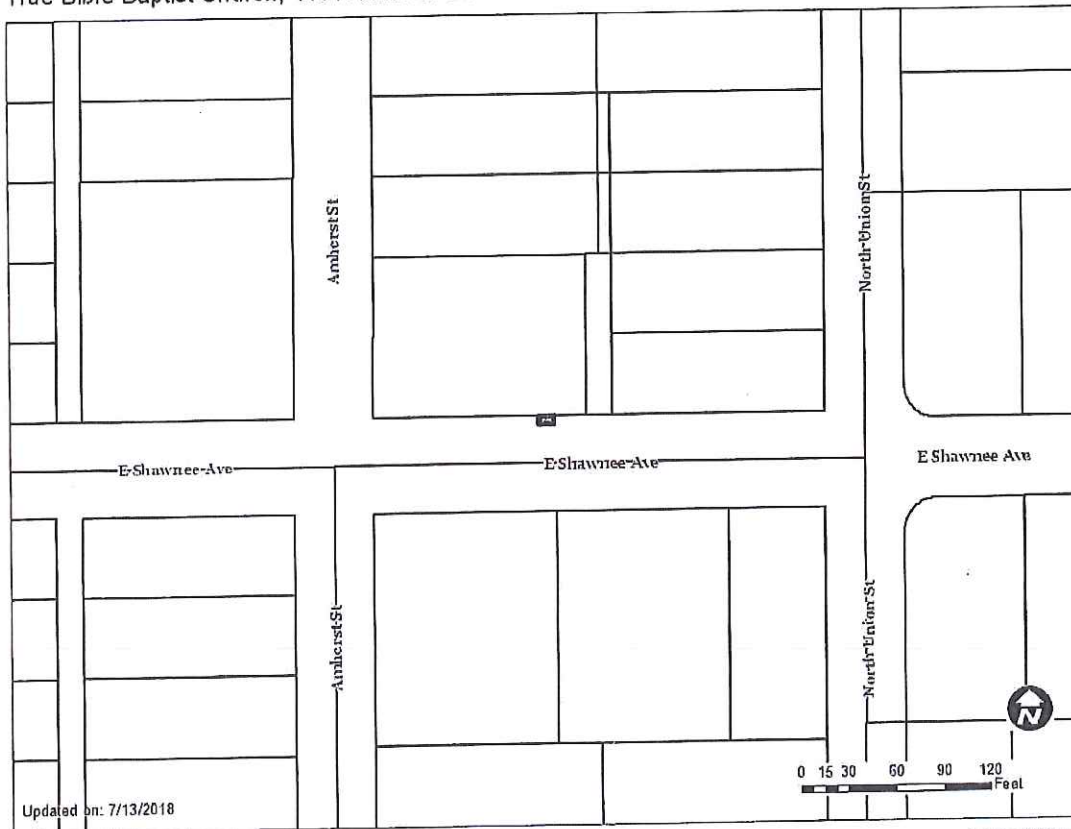 True Bible Baptist Church,
Amherst St
North Union St
E Shawnee Ave
E Shawnee Ave
E Shawnee Ave
Amherst St
North Union St
N
0 15 30 60 90 120
Feet
Updated on: 7/13/2018